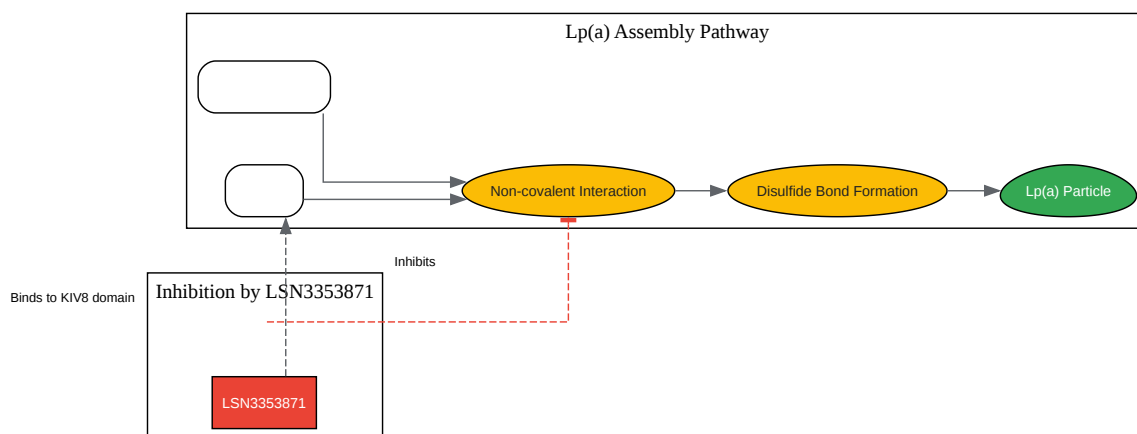 Lp(a) Assembly Pathway
Non-covalent Interaction
Disulfide Bond Formation
Lp(a) Particle
Inhibits
Binds to KIV8 domain
Inhibition by LSN3353871
LSN3353871